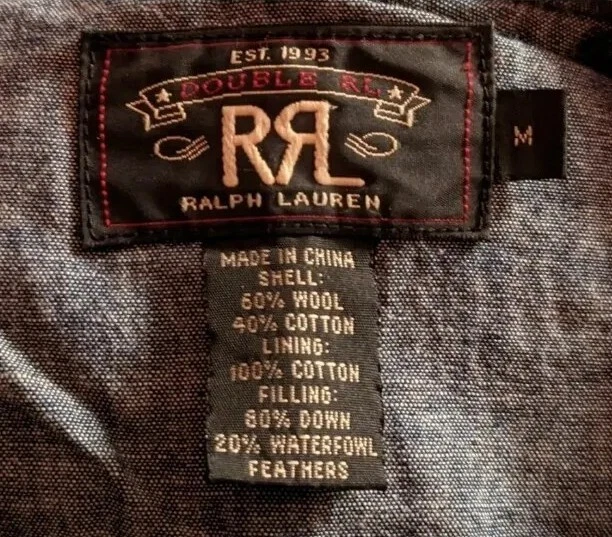 EST. 1993
DOUBLE RL
RRL
RALPH LAUREN
M
MADE IN CHINA
SHELL:
60% WOOL
40% COTTON
LINING:
100% COTTON
FILLING:
80% DOWN
20% WATERFOWL
FEATHERS